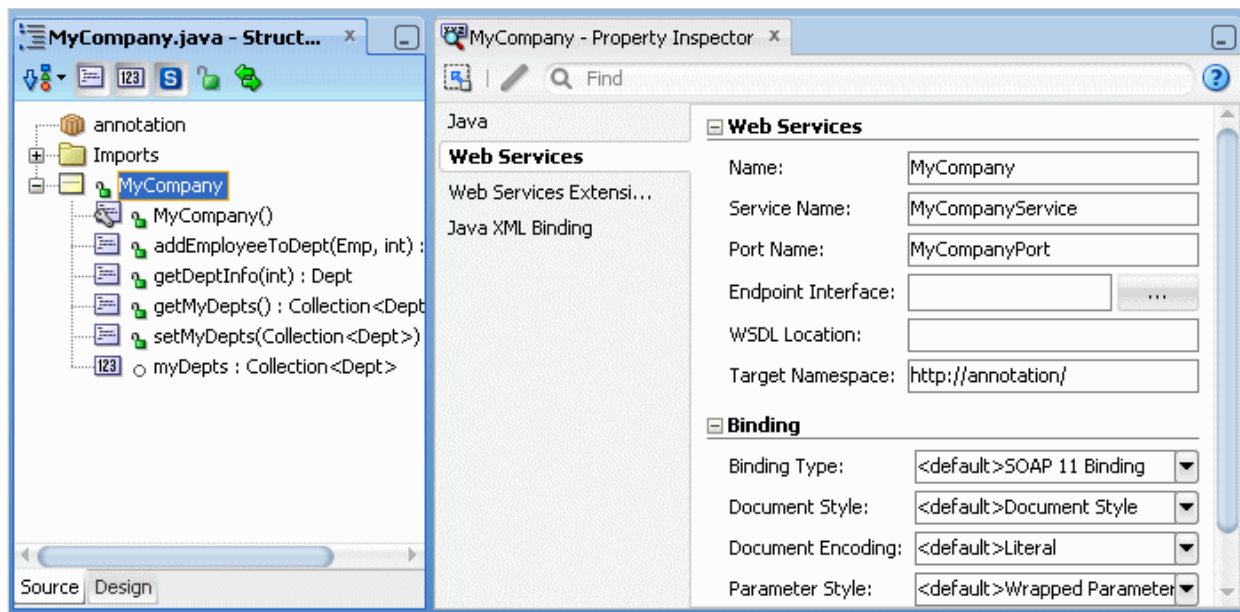 MyCompany.java - Struct...
123
S
annotation
Imports
MyCompany
MyCompany()
addEmployeeToDept(Emp, int) :
getDeptInfo(int) : Dept
getMyDepts() : Collection<Dept
setMyDepts(Collection<Dept>)
123 myDepts : Collection<Dept>
Source Design
XYZ
MyCompany - Property Inspector
Find
?
Java
Web Services
Web Services Extensi...
Java XML Binding
Web Services
Name: MyCompany
Service Name: MyCompanyService
Port Name: MyCompanyPort
Endpoint Interface: ...
WSDL Location:
Target Namespace: http://annotation/
Binding
Binding Type: <default>SOAP 11 Binding
Document Style: <default>Document Style
Document Encoding: <default>Literal
Parameter Style: <default>Wrapped Parameter